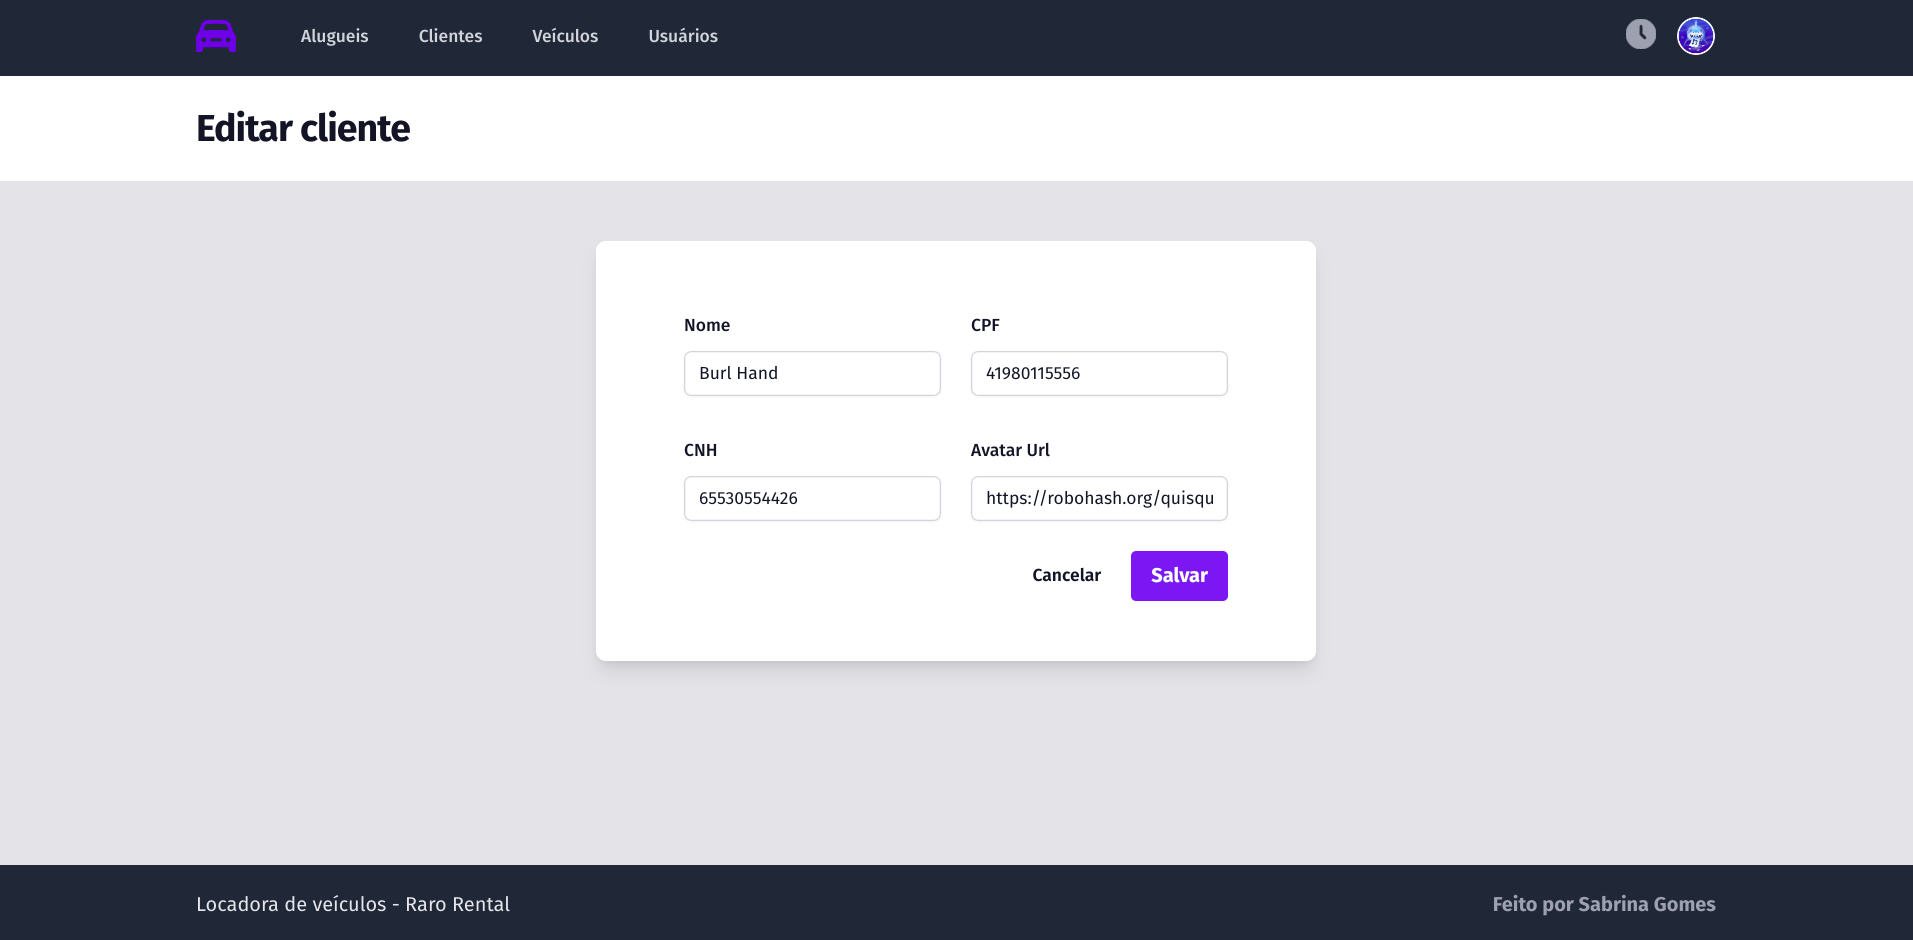 Alugueis Clientes Veículos Usuários
Editar cliente
Nome CPF
Burl Hand 41980115556
CNH Avatar Url
65530554426 https://robohash.org/quisqu
Cancelar Salvar
Locadora de veículos - Raro Rental Feito por Sabrina Gomes